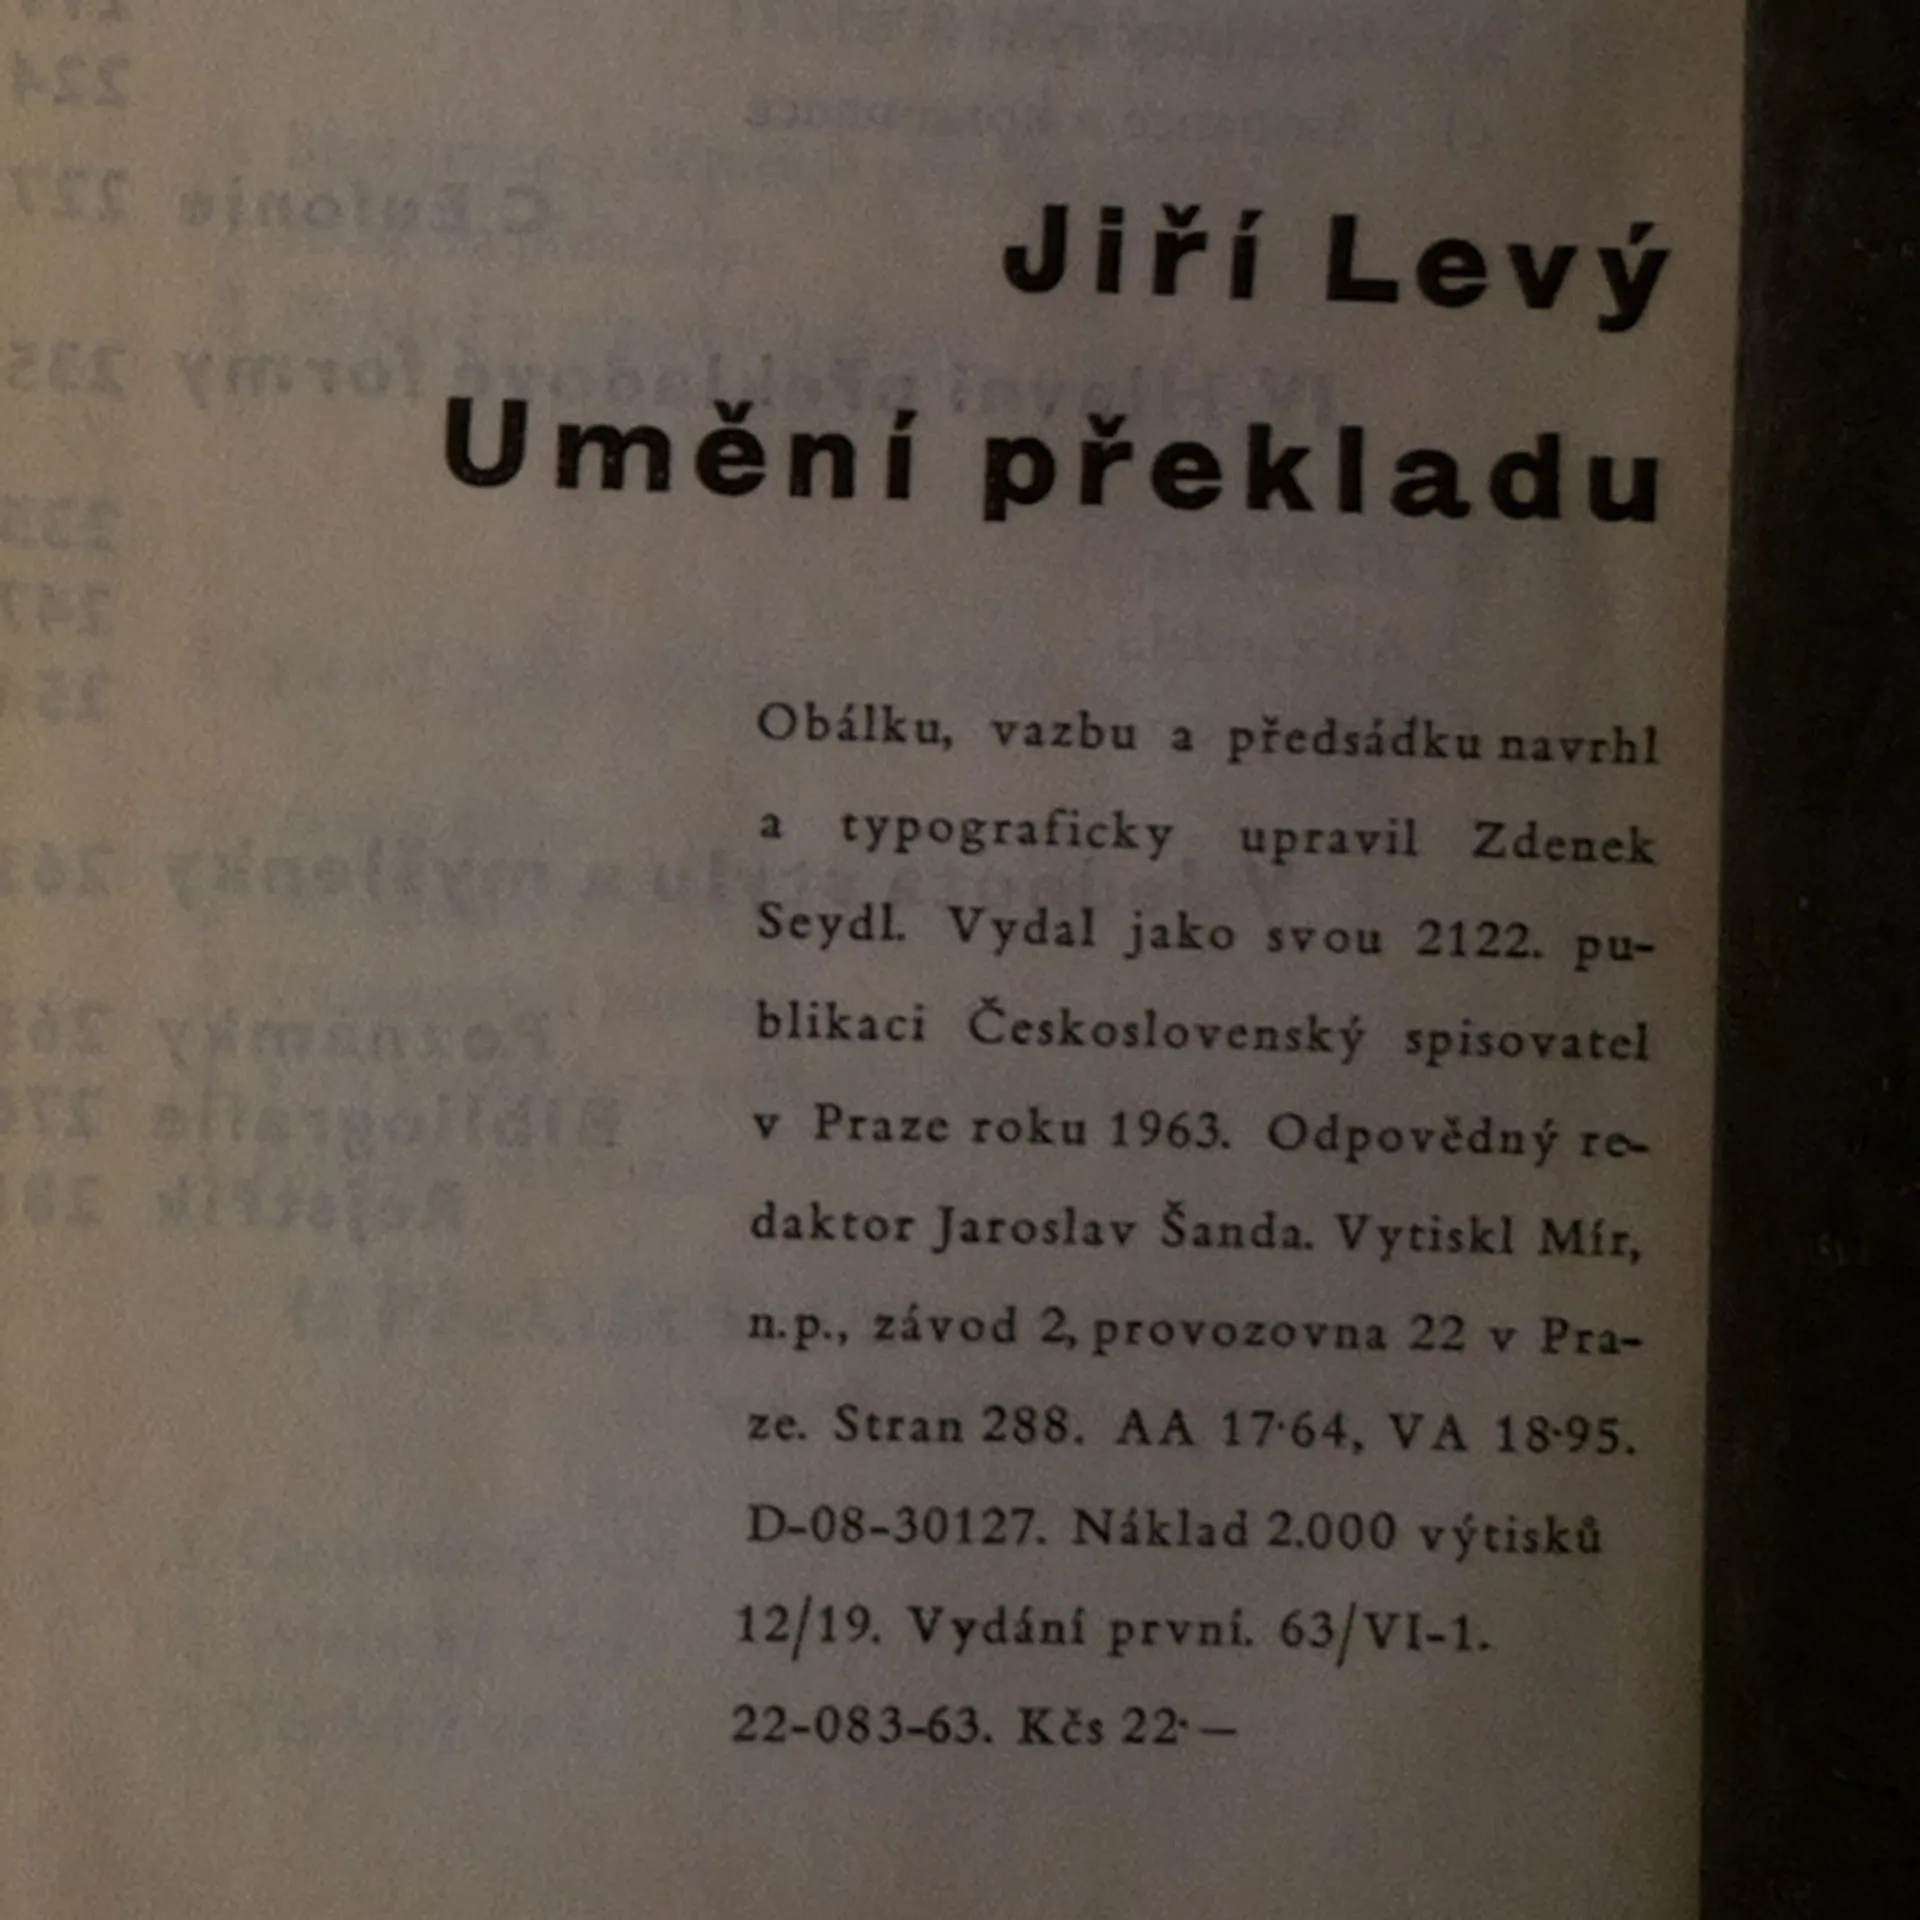 Jiří Levý
Umění překladu
Obálku, vazbu a předsádku navrhl
a typograficky upravil Zdenek
Seydl. Vydal jako svou 2122. pu-
blikaci Československý spisovatel
v Praze roku 1963. Odpovědný re-
daktor Jaroslav Šanda. Vytiskl Mír,
n.p., závod 2, provozovna 22 v Pra-
ze. Stran 288. AA 17·64, VA 18·95.
D-08-30127. Náklad 2.000 výtisků
12/19. Vydání první. 63/VI-1.
22-083-63. Kčs 22·—